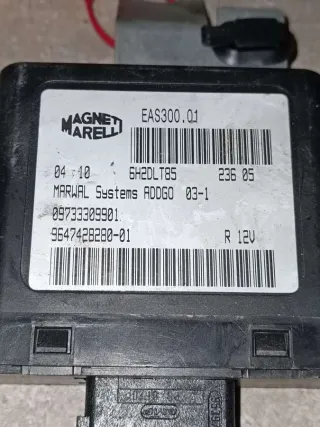 MAGNETI MARELLI
EAS300.01
04 10 6H2DLT85 236 05
MARWAL Systems ADDGO 03-1
09733309901
9647428280-01 R 12V